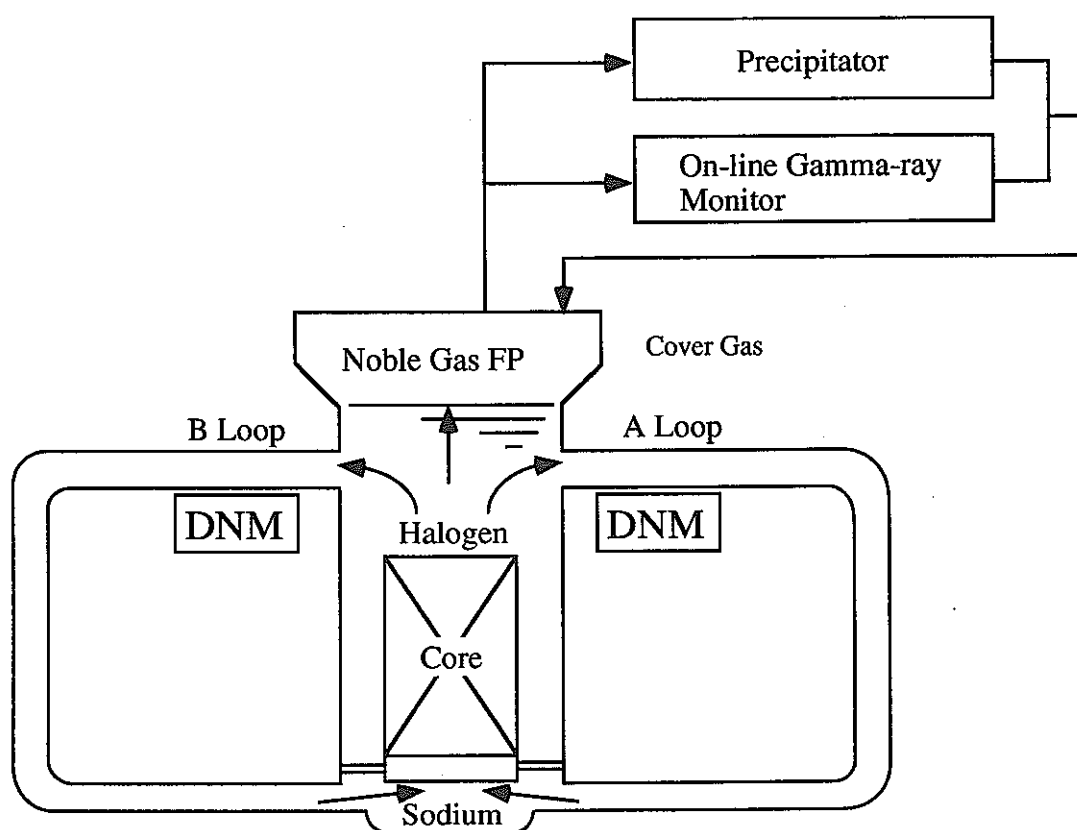 Precipitator
On-line Gamma-ray
Monitor
Noble Gas FP
Cover Gas
B Loop
A Loop
DNM
Halogen
DNM
Core
Sodium